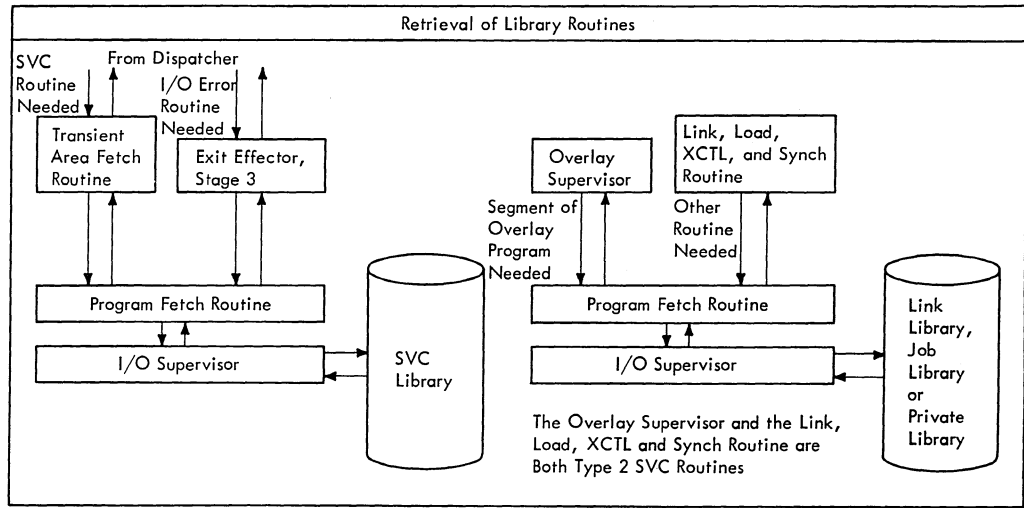 Retrieval of Library Routines
SVC
Routine
Needed
From Dispatcher
I/O Error
Routine
Needed
Transient
Area Fetch
Routine
Exit Effector,
Stage 3
Program Fetch Routine
I/O Supervisor
SVC
Library
Overlay
Supervisor
Link, Load,
XCTL, and Synch
Routine
Segment of
Overlay
Program
Needed
Other
Routine
Needed
Program Fetch Routine
I/O Supervisor
Link
Library,
Job
Library
or
Private
Library
The Overlay Supervisor and the Link,
Load, XCTL and Synch Routine are
Both Type 2 SVC Routines